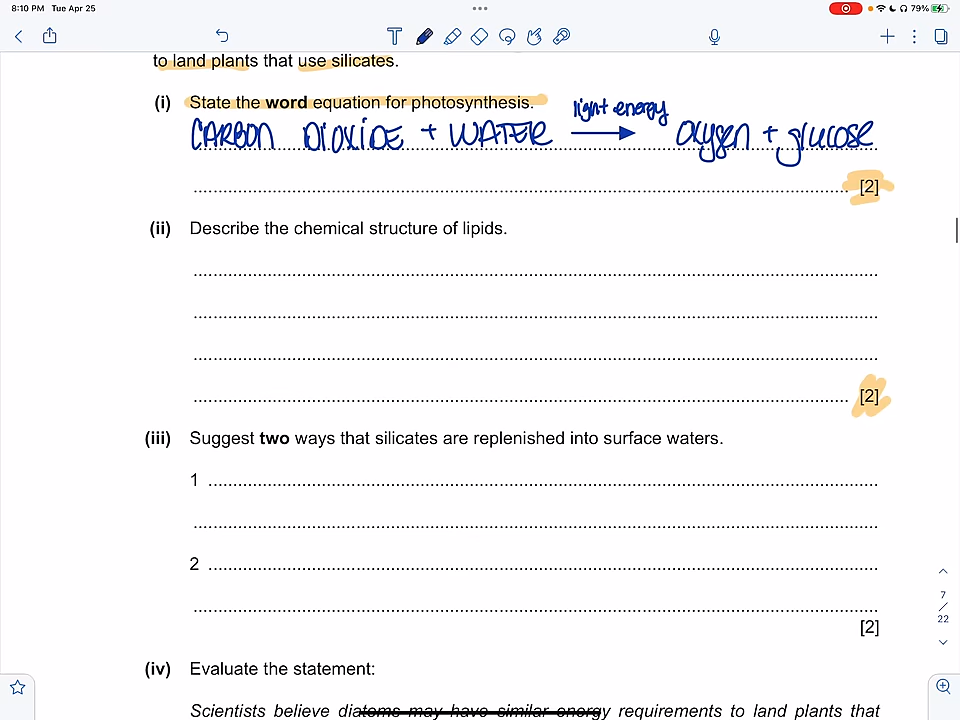 8:10 PM Tue Apr 25
79%
T
to land plants that use silicates.
(i) State the word equation for photosynthesis.
light energy
CARBON DIOXIDE + WATER → oxygen + glucose
[2]
(ii) Describe the chemical structure of lipids.
[2]
(iii) Suggest two ways that silicates are replenished into surface waters.
1
2
[2]
7
/
22
(iv) Evaluate the statement:
Scientists believe diatoms may have similar energy requirements to land plants that